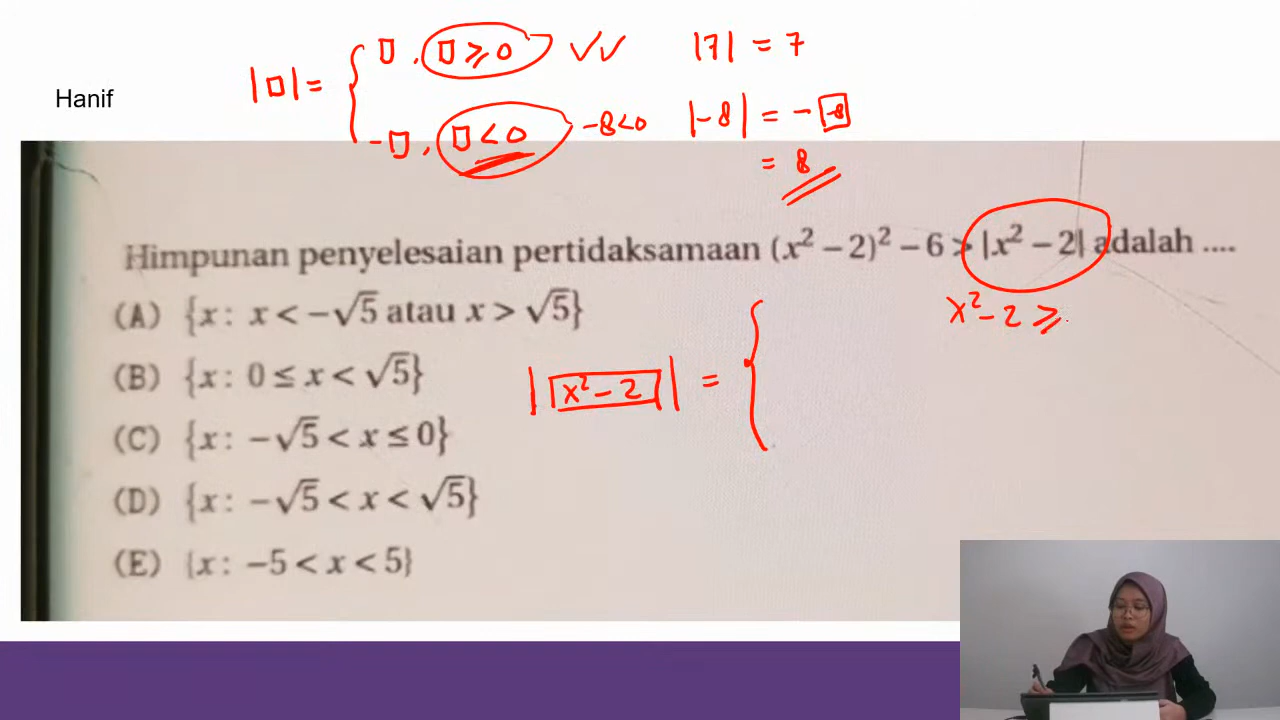 |□| = { □ , □ ≥ 0 ✓✓ |7| = 7
-□ , □ < 0 -8<0 |-8| = -[-8]
= 8
Hanif
Himpunan penyelesaian pertidaksamaan (x² – 2)² – 6 > |x² – 2| adalah ....
x² - 2 ≥
(A) {x: x < –√5 atau x > √5}
(B) {x: 0 ≤ x < √5}
|x² - 2| = {
(C) {x: –√5 < x ≤ 0}
(D) {x: –√5 < x < √5}
(E) {x: –5 < x < 5}